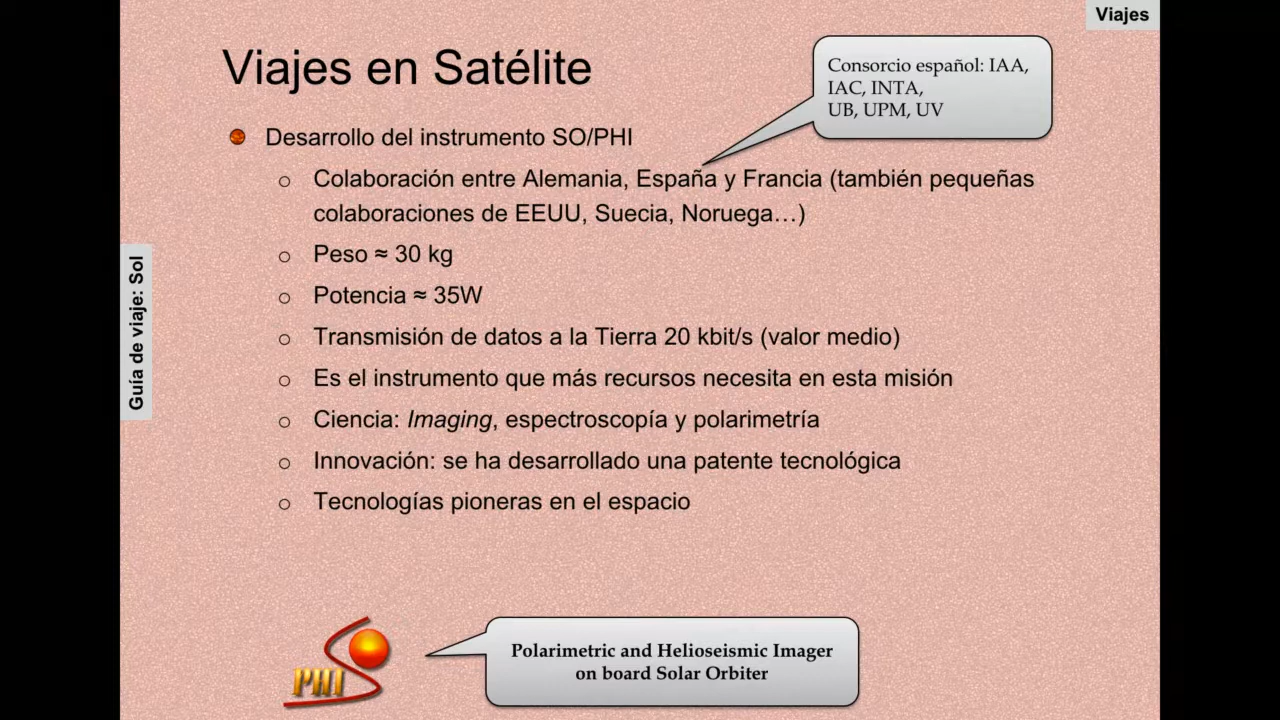 Viajes
Viajes en Satélite
Consorcio español: IAA,
IAC, INTA,
UB, UPM, UV
Desarrollo del instrumento SO/PHI
o Colaboración entre Alemania, España y Francia (también pequeñas
colaboraciones de EEUU, Suecia, Noruega…)
o Peso ≈ 30 kg
o Potencia ≈ 35W
o Transmisión de datos a la Tierra 20 kbit/s (valor medio)
o Es el instrumento que más recursos necesita en esta misión
o Ciencia: Imaging, espectroscopía y polarimetría
o Innovación: se ha desarrollado una patente tecnológica
o Tecnologías pioneras en el espacio
Guía de viaje: Sol
PHI
Polarimetric and Helioseismic Imager
on board Solar Orbiter